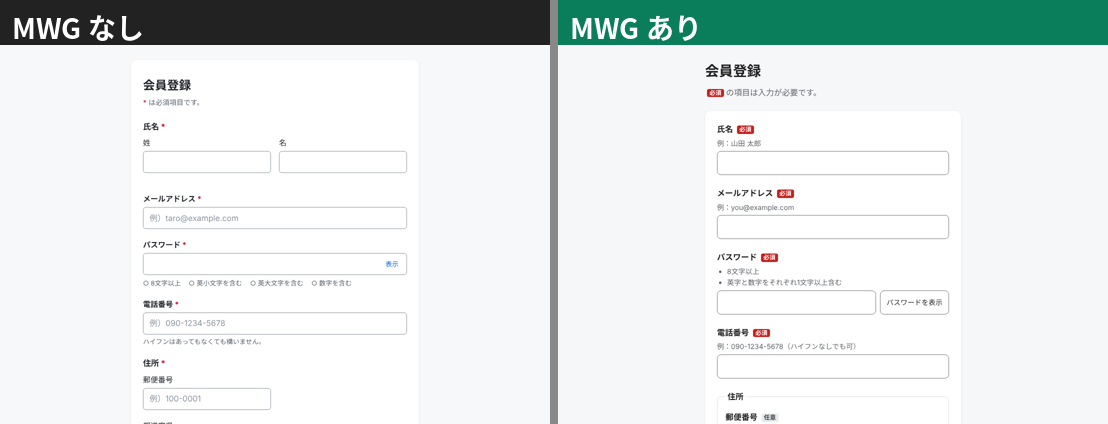 MWG なし
会員登録
* は必須項目です。
氏名 *
姓 名
メールアドレス *
例）taro@example.com
パスワード *
表示
8文字以上 英小文字を含む 英大文字を含む 数字を含む
電話番号 *
例）090-1234-5678
ハイフンはあってもなくても構いません。
住所 *
郵便番号
例）100-0001
MWG あり
会員登録
必須 の項目は入力が必要です。
氏名 必須
例：山田 太郎
メールアドレス 必須
例：you@example.com
パスワード 必須
• 8文字以上
• 英字と数字をそれぞれ1文字以上含む
パスワードを表示
電話番号 必須
例：090-1234-5678（ハイフンなしでも可）
住所
郵便番号 任意